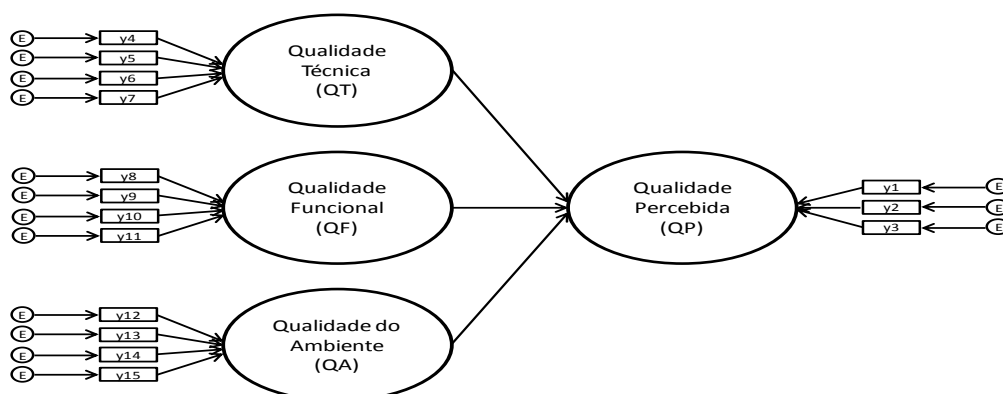 E y4
E y5
E y6
E y7
Qualidade
Técnica
(QT)
E y8
E y9
E y10
E y11
Qualidade
Funcional
(QF)
E y12
E y13
E y14
E y15
Qualidade do
Ambiente
(QA)
Qualidade
Percebida
(QP)
y1 E
y2 E
y3 E